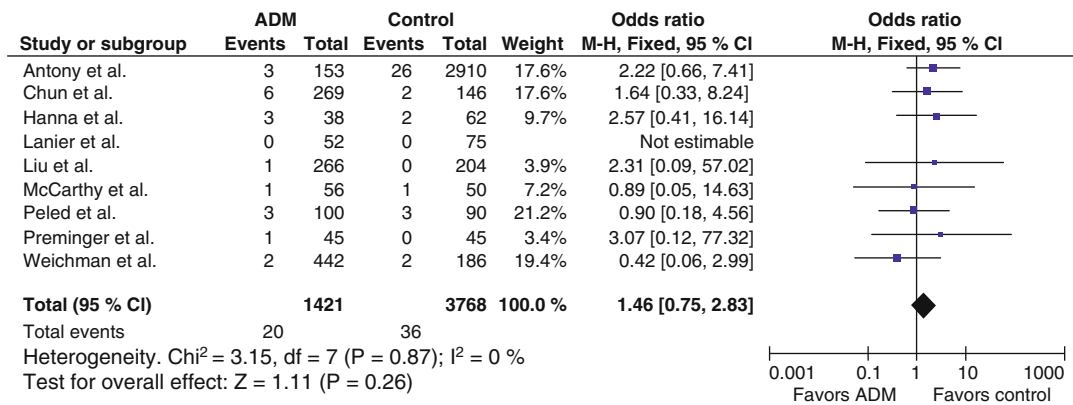 ADM Control Odds ratio Odds ratio
Study or subgroup Events Total Events Total Weight M-H, Fixed, 95 % CI M-H, Fixed, 95 % CI
Antony et al. 3 153 26 2910 17.6% 2.22 [0.66, 7.41]
Chun et al. 6 269 2 146 17.6% 1.64 [0.33, 8.24]
Hanna et al. 3 38 2 62 9.7% 2.57 [0.41, 16.14]
Lanier et al. 0 52 0 75 Not estimable
Liu et al. 1 266 0 204 3.9% 2.31 [0.09, 57.02]
McCarthy et al. 1 56 1 50 7.2% 0.89 [0.05, 14.63]
Peled et al. 3 100 3 90 21.2% 0.90 [0.18, 4.56]
Preminger et al. 1 45 0 45 3.4% 3.07 [0.12, 77.32]
Weichman et al. 2 442 2 186 19.4% 0.42 [0.06, 2.99]
Total (95 % CI) 1421 3768 100.0 % 1.46 [0.75, 2.83]
Total events 20 36
Heterogeneity. Chi² = 3.15, df = 7 (P = 0.87); I² = 0 %
Test for overall effect: Z = 1.11 (P = 0.26)
0.001 0.1 1 10 1000
Favors ADM Favors control